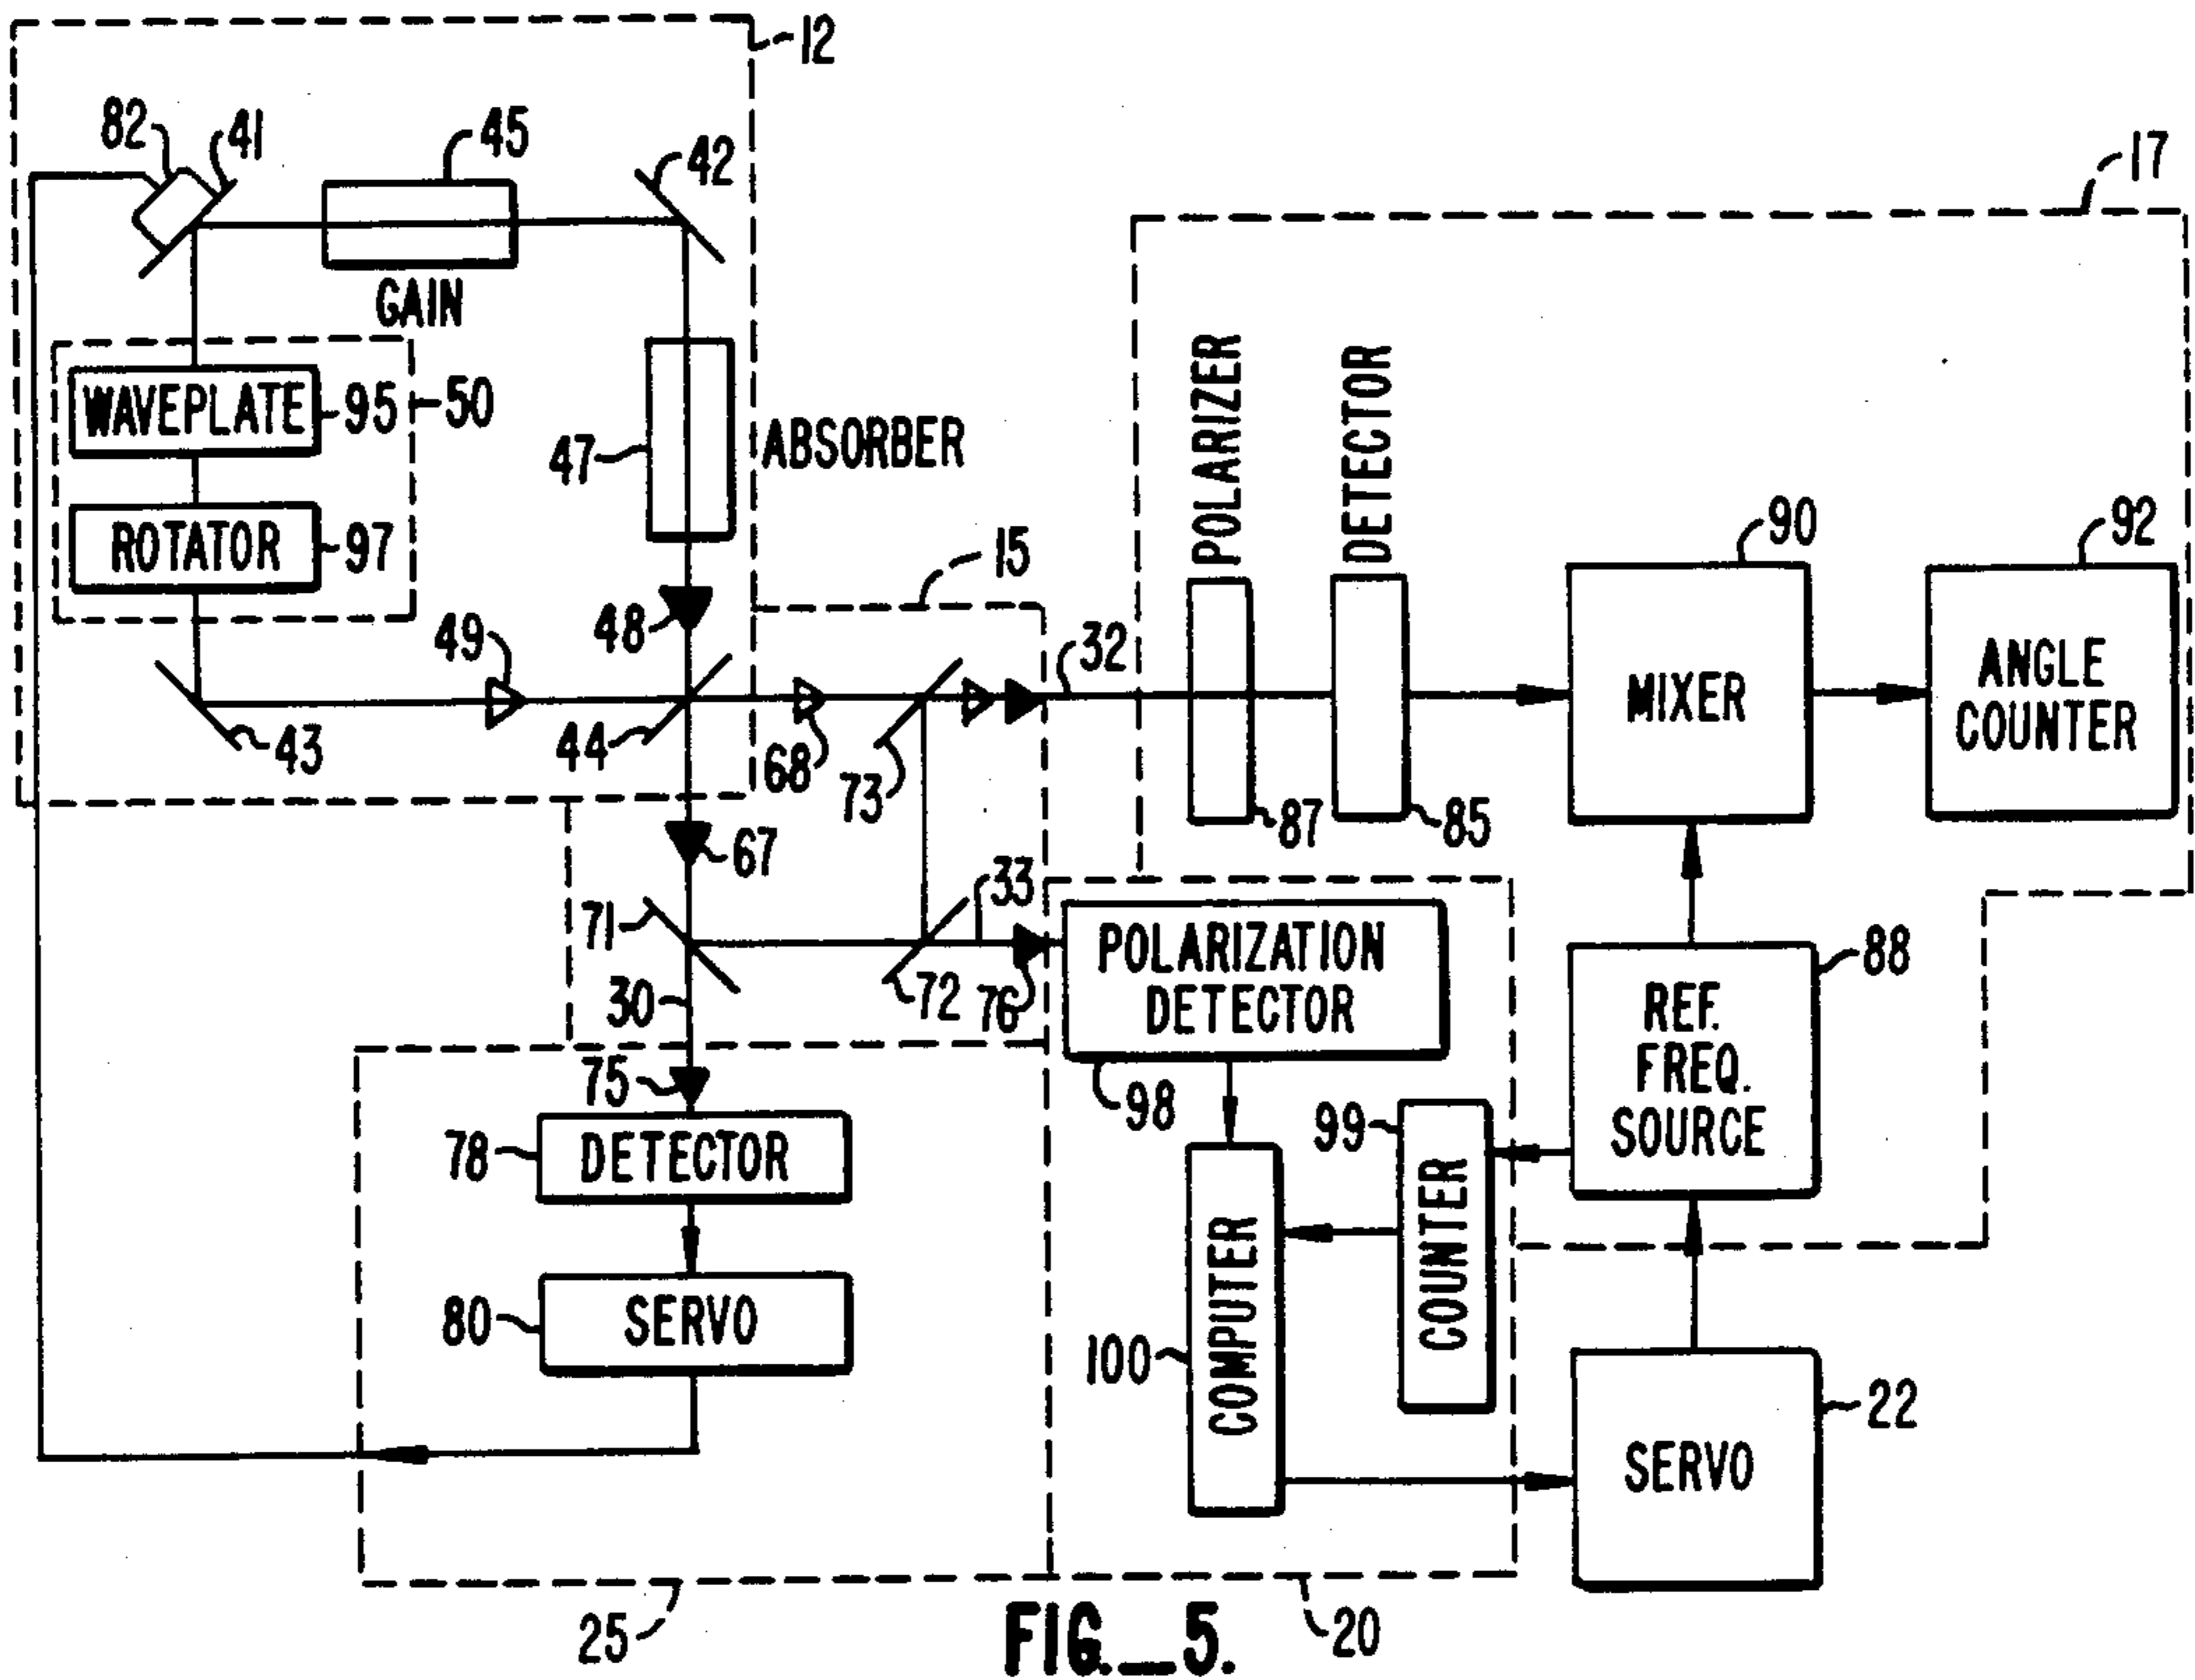 12
82
41
45
42
17
GAIN
WAVEPLATE
95
50
ROTATOR
97
47
ABSORBER
POLARIZER
DETECTOR
90
92
15
48
49
32
MIXER
ANGLE
COUNTER
43
44
68
73
87
85
67
33
71
30
72
76
POLARIZATION
DETECTOR
88
REF.
FREQ.
SOURCE
75
98
99
78
DETECTOR
COUNTER
COMPUTER
80
SERVO
100
22
SERVO
25
20
FIG._5.